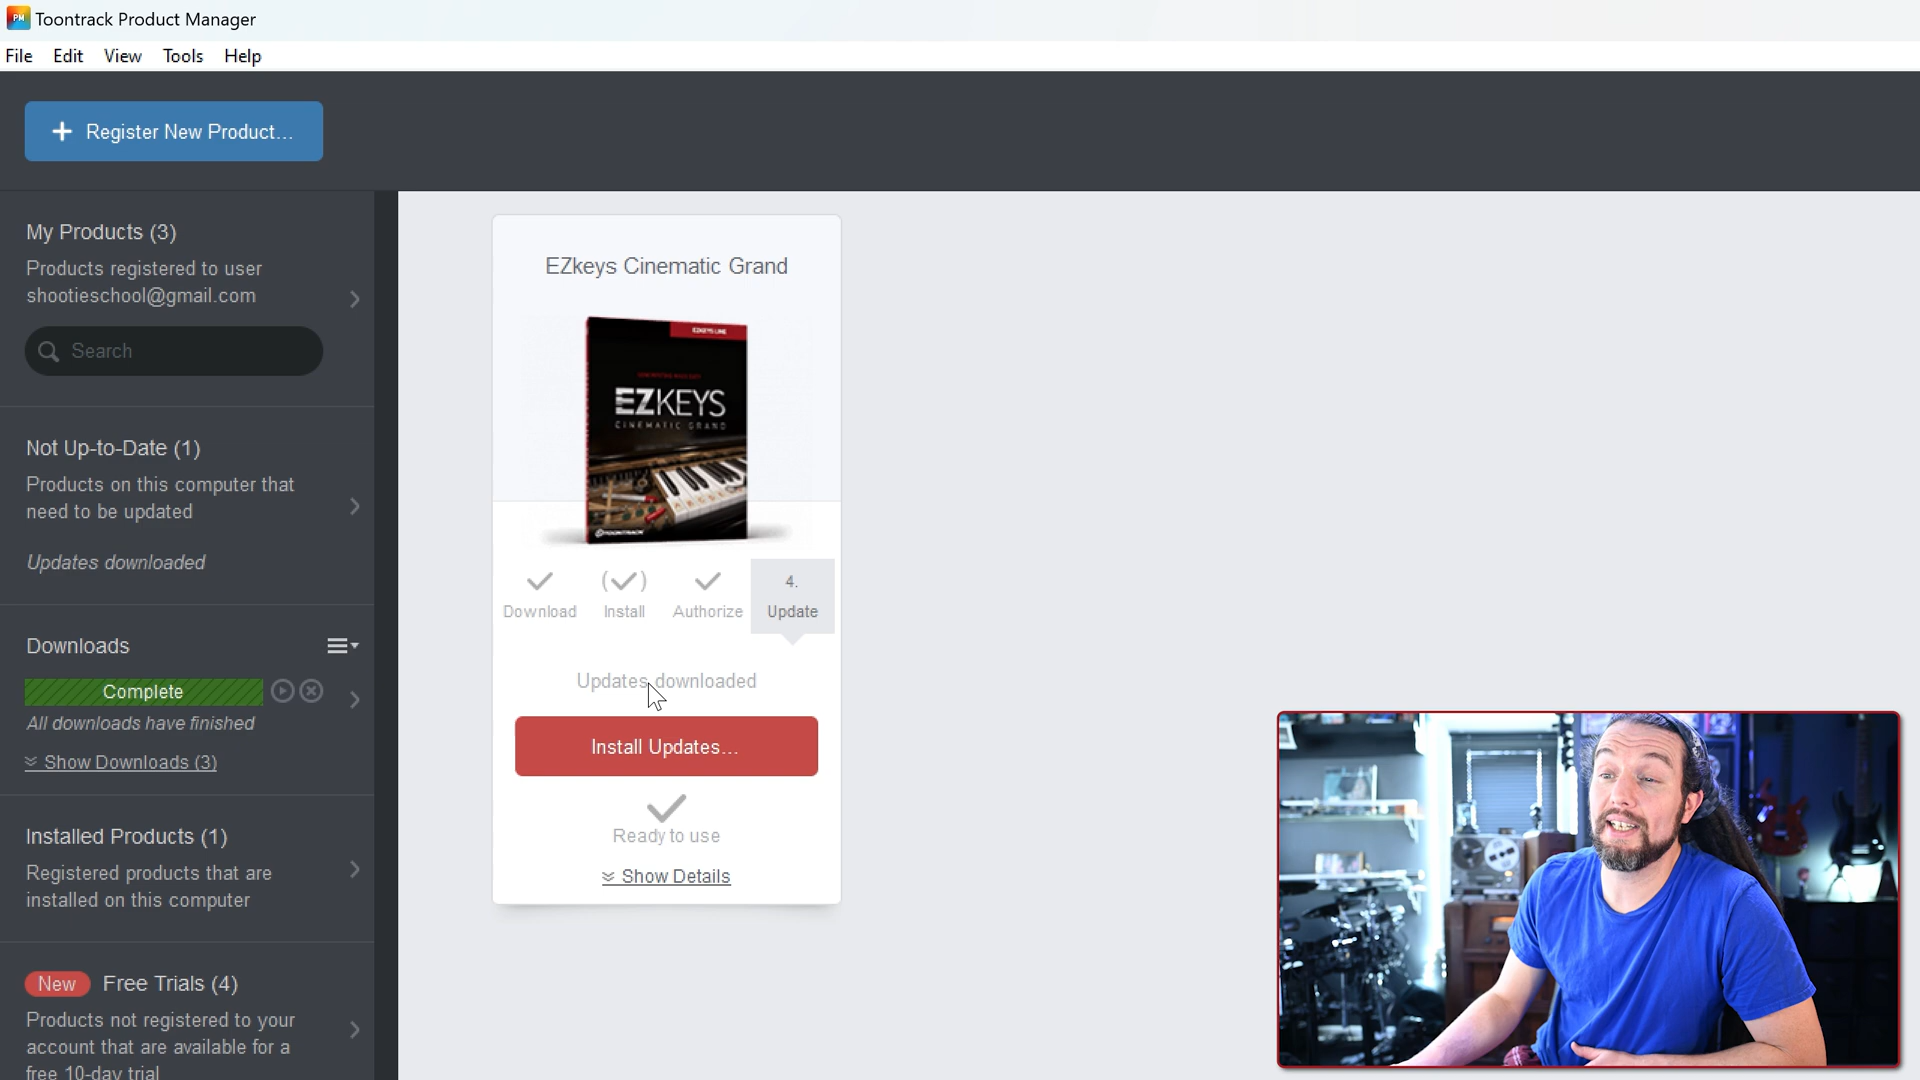 PM Toontrack Product Manager
File Edit View Tools Help
+ Register New Product...
My Products (3)
Products registered to user
shootieschool@gmail.com
Search
Not Up-to-Date (1)
Products on this computer that
need to be updated
Updates downloaded
Downloads
Complete
All downloads have finished
Show Downloads (3)
Installed Products (1)
Registered products that are
installed on this computer
New Free Trials (4)
Products not registered to your
account that are available for a
free 10-day trial
EZkeys Cinematic Grand
EZKEYS LINE
EZKEYS
CINEMATIC GRAND
TOONTRACK
Download Install Authorize
4.
Update
Updates downloaded
Install Updates...
Ready to use
Show Details